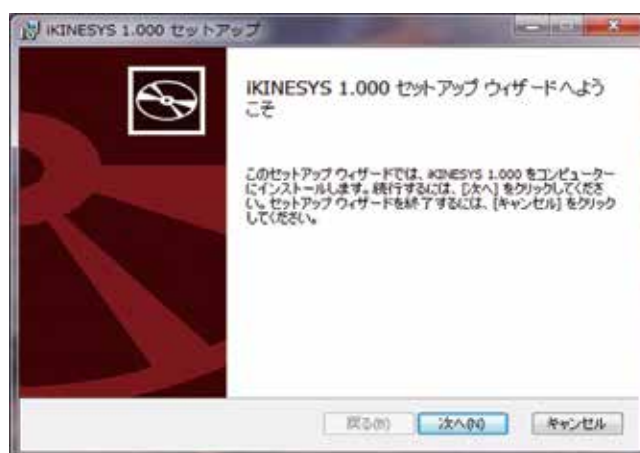 iKINESYS 1.000 セットアップ
iKINESYS 1.000 セットアップ ウィザードへよう
こそ
このセットアップ ウィザードでは、iKINESYS 1.000 をコンピューター
にインストールします。続行するには、[次へ] をクリックしてくださ
い。セットアップ ウィザードを終了するには、[キャンセル] をクリック
してください。
戻る(B) 次へ(N) キャンセル